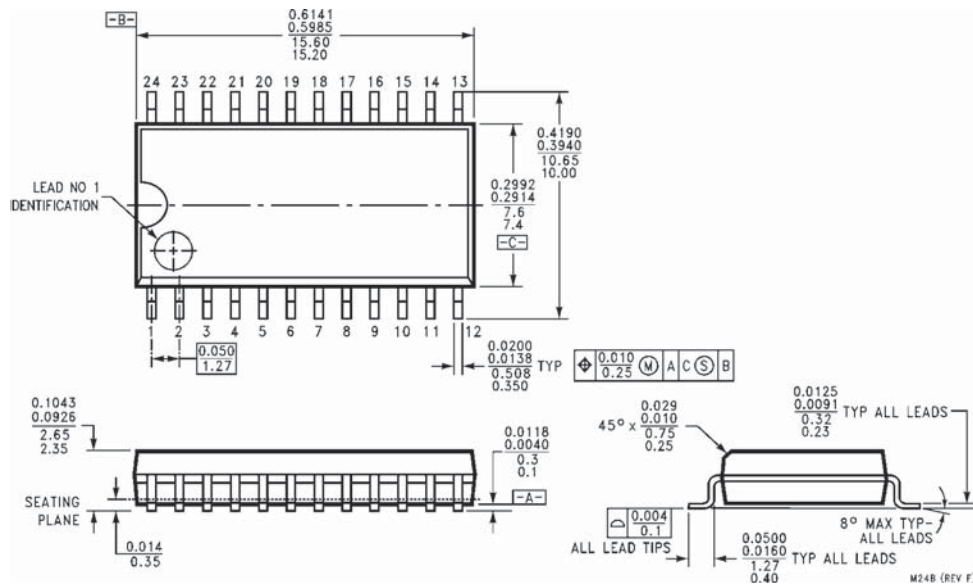 -B-
0.6141
0.5985
15.60
15.20
24 23 22 21 20 19 18 17 16 15 14 13
LEAD NO 1
IDENTIFICATION
0.4190
0.3940
10.65
10.00
0.2992
0.2914
7.6
7.4
-C-
1 2 3 4 5 6 7 8 9 10 11 12
0.050
1.27
0.0200
0.0138
0.508
0.350
TYP
⌖ 0.010 0.25 Ⓜ A C Ⓢ B
0.1043
0.0926
2.65
2.35
SEATING
PLANE
0.014
0.35
0.0118
0.0040
0.3
0.1
-A-
45° x
0.029
0.010
0.75
0.25
0.0125
0.0091
0.32
0.23
TYP ALL LEADS
0.004
0.1
ALL LEAD TIPS
0.0500
0.0160
1.27
0.40
TYP ALL LEADS
8° MAX TYP-
ALL LEADS
M24B (REV F)